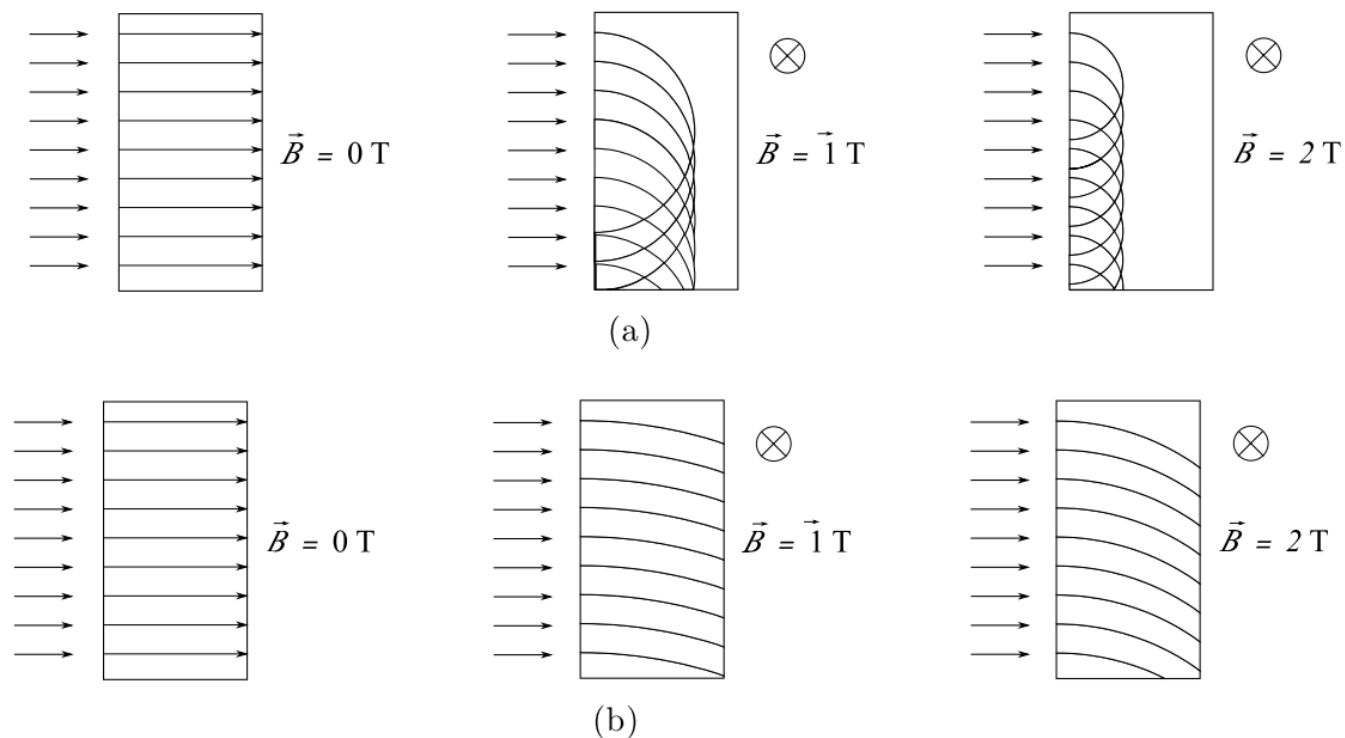 B⃗ = 0 T
B⃗ = 1⃗ T
B⃗ = 2 T
(a)
B⃗ = 0 T
B⃗ = 1⃗ T
B⃗ = 2 T
(b)